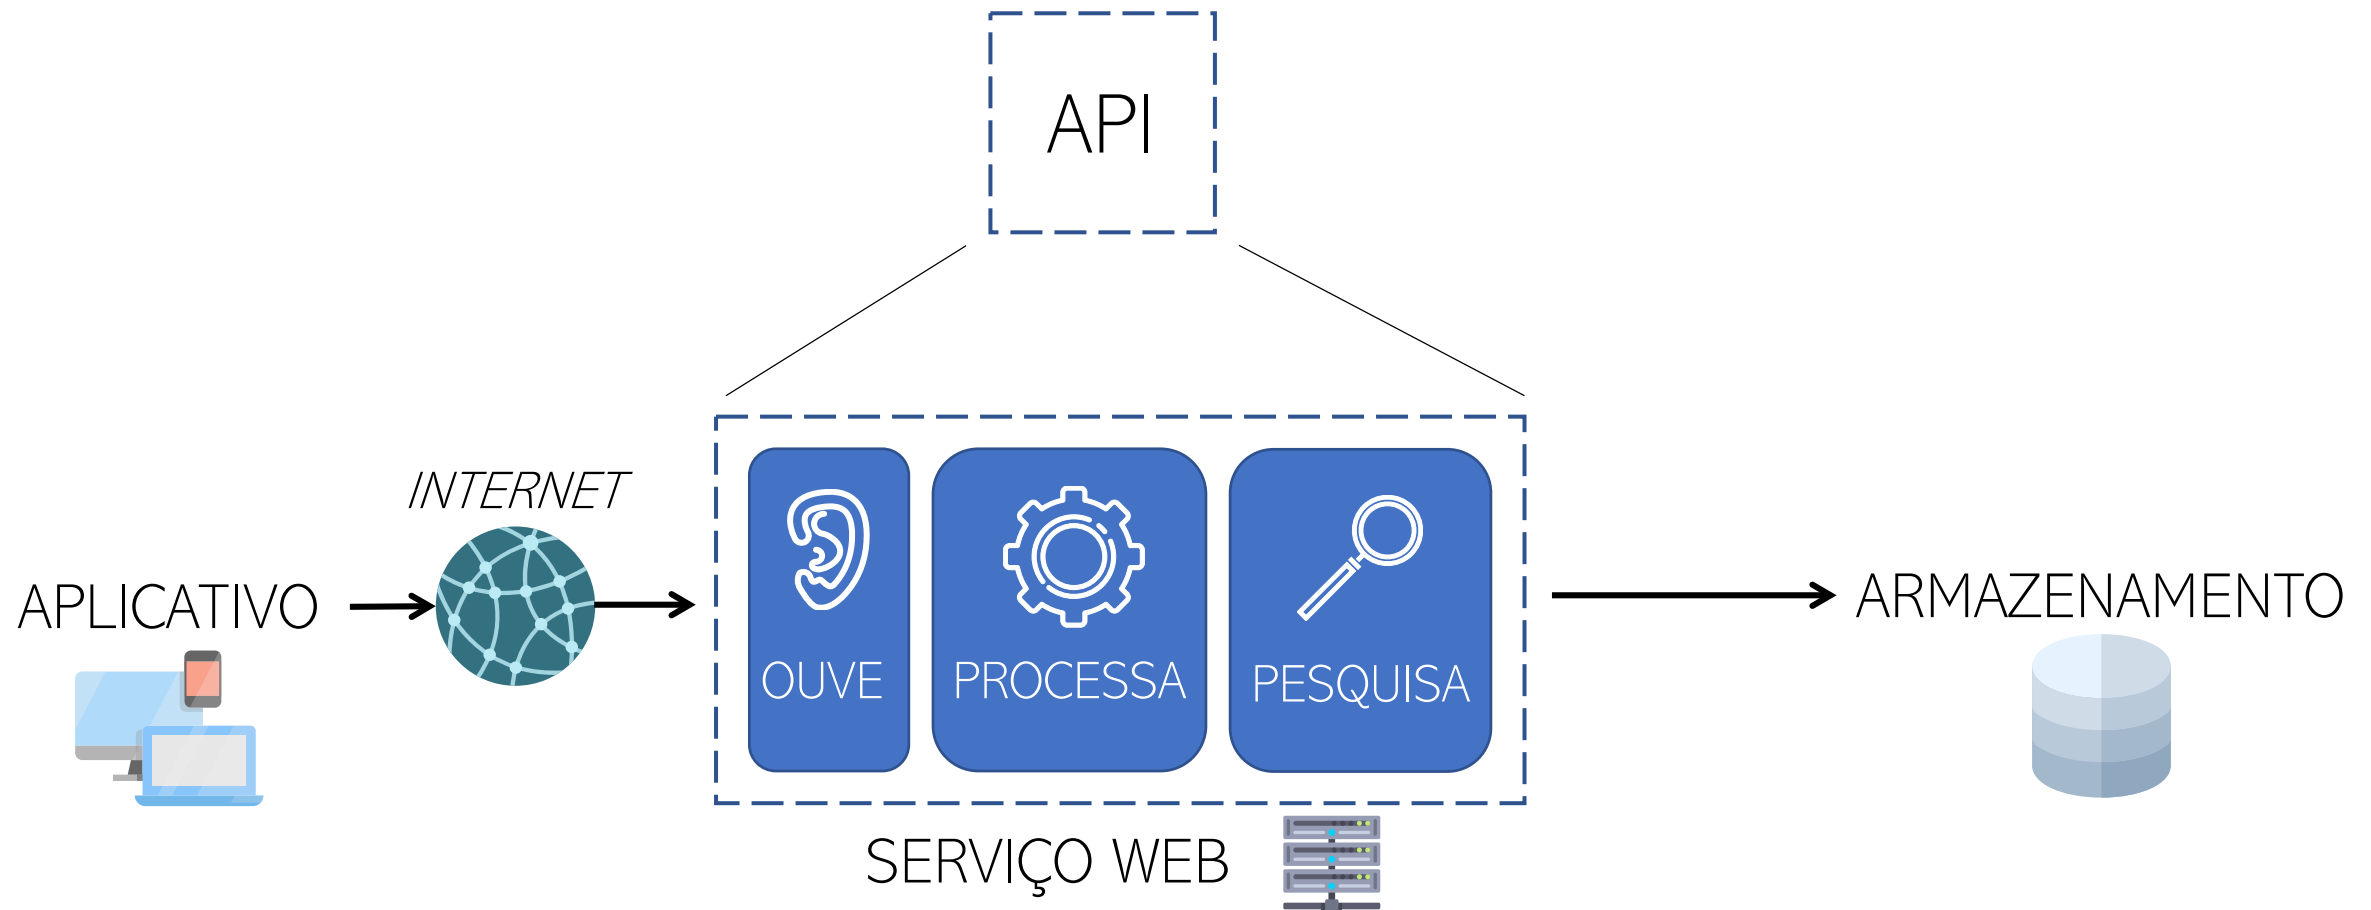 API
INTERNET
APLICATIVO
OUVE
PROCESSA
PESQUISA
ARMAZENAMENTO
SERVIÇO WEB